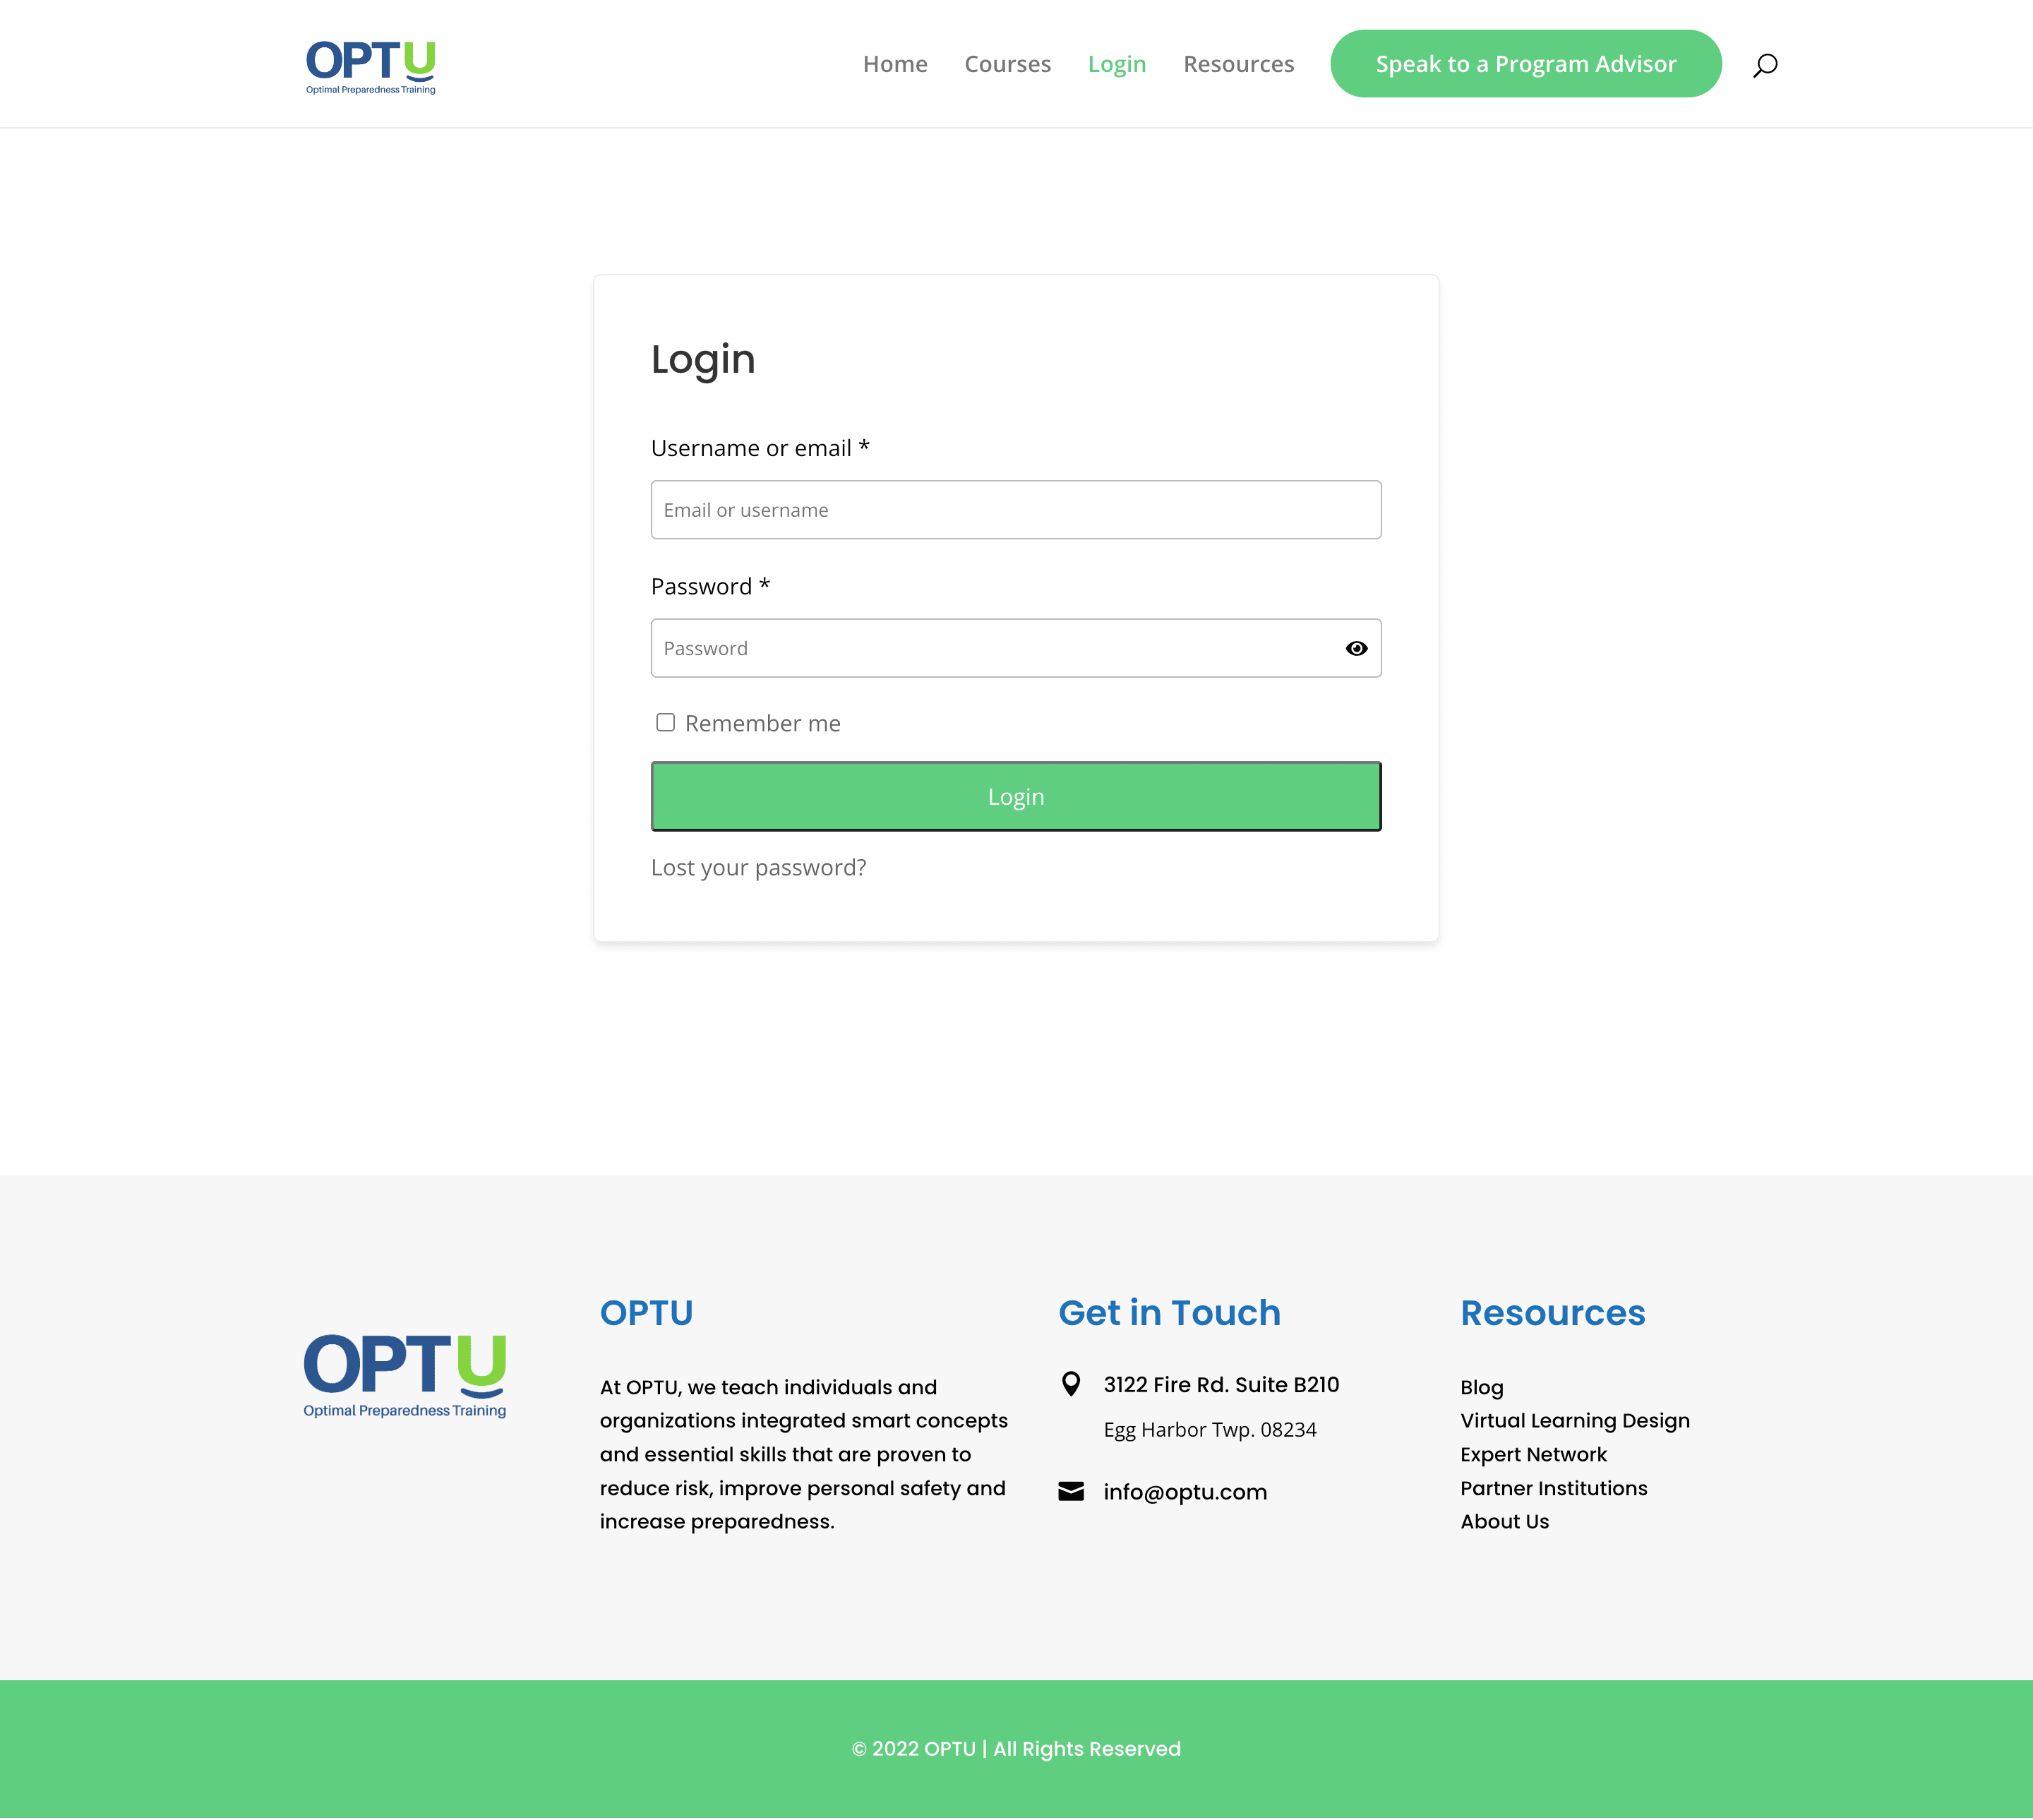 OPTU
Optimal Preparedness Training
Home
Courses
Login
Resources
Speak to a Program Advisor
Login
Username or email *
Email or username
Password *
Password
Remember me
Login
Lost your password?
OPTU
Optimal Preparedness Training
OPTU
At OPTU, we teach individuals and
organizations integrated smart concepts
and essential skills that are proven to
reduce risk, improve personal safety and
increase preparedness.
Get in Touch
3122 Fire Rd. Suite B210
Egg Harbor Twp. 08234
info@optu.com
Resources
Blog
Virtual Learning Design
Expert Network
Partner Institutions
About Us
© 2022 OPTU | All Rights Reserved